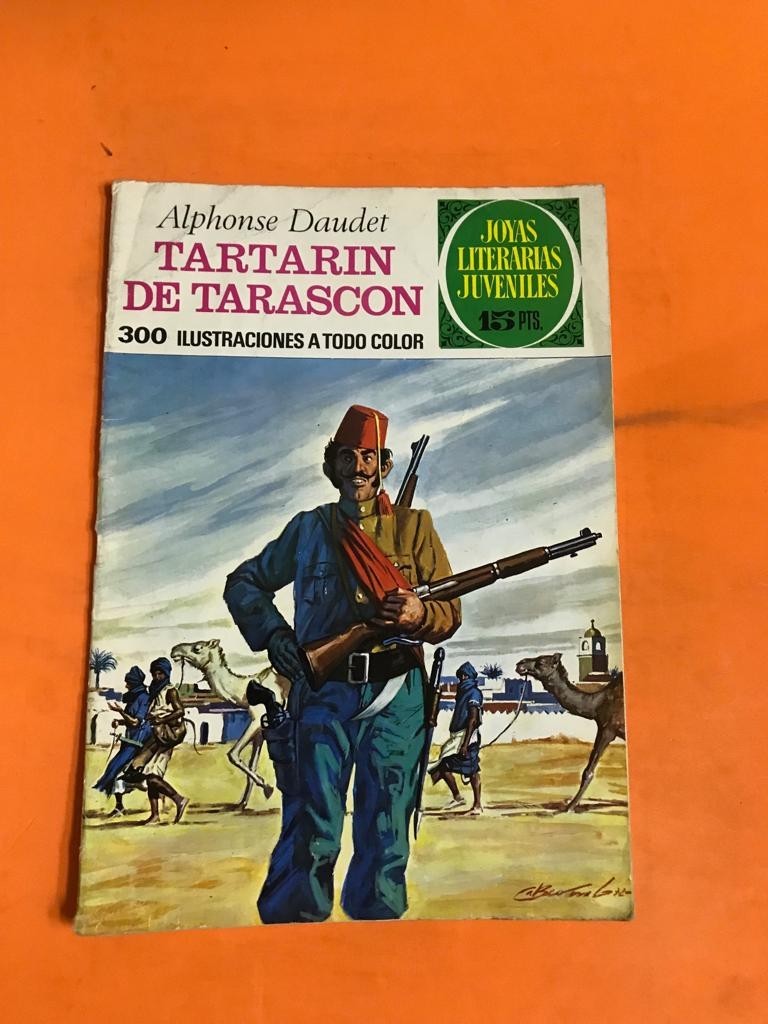 Alphonse Daudet
TARTARIN
DE TARASCON
300 ILUSTRACIONES A TODO COLOR
JOYAS
LITERARIAS
JUVENILES
15 PTS.